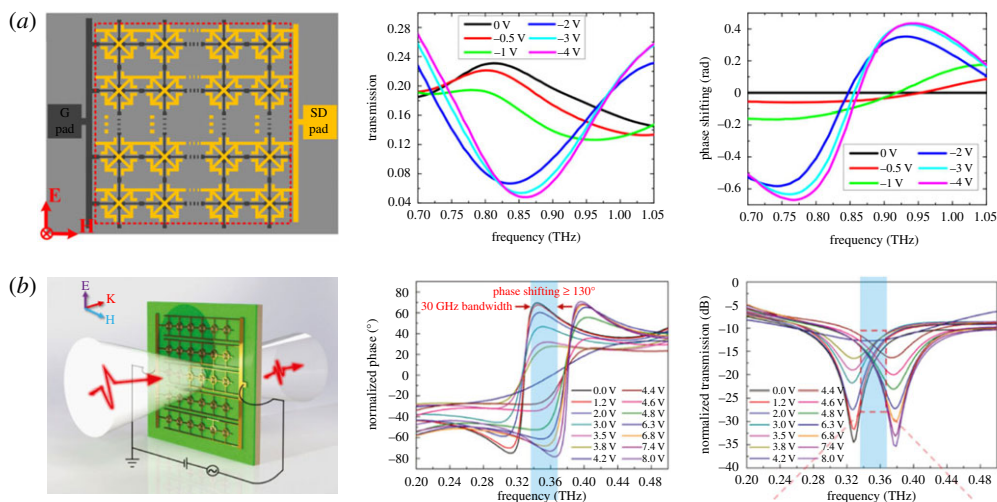 (a)
G
pad
SD
pad
E
H
0.28
0.24
0.20
0.16
0.12
0.08
0.04
transmission
0 V
−0.5 V
−1 V
−2 V
−3 V
−4 V
0.70 0.75 0.80 0.85 0.90 0.95 1.00 1.05
frequency (THz)
0.4
0.2
0
−0.2
−0.4
−0.6
phase shifting (rad)
0 V
−0.5 V
−1 V
−2 V
−3 V
−4 V
0.70 0.75 0.80 0.85 0.90 0.95 1.00 1.05
frequency (THz)
(b)
E
K
H
80
60
40
20
0
−20
−40
−60
−80
normalized phase (°)
phase shifting ≥ 130°
30 GHz bandwidth
0.0 V
1.2 V
2.0 V
3.0 V
3.5 V
3.8 V
4.2 V
4.4 V
4.6 V
4.8 V
6.3 V
6.8 V
7.4 V
8.0 V
0.20 0.24 0.28 0.32 0.36 0.40 0.44 0.48
frequency (THz)
0
−5
−10
−15
−20
−25
−30
−35
−40
normalized transmission (dB)
0.0 V
1.2 V
2.0 V
3.0 V
3.5 V
3.8 V
4.2 V
4.4 V
4.6 V
4.8 V
6.3 V
6.8 V
7.4 V
8.0 V
0.20 0.24 0.28 0.32 0.36 0.40 0.44 0.48
frequency (THz)